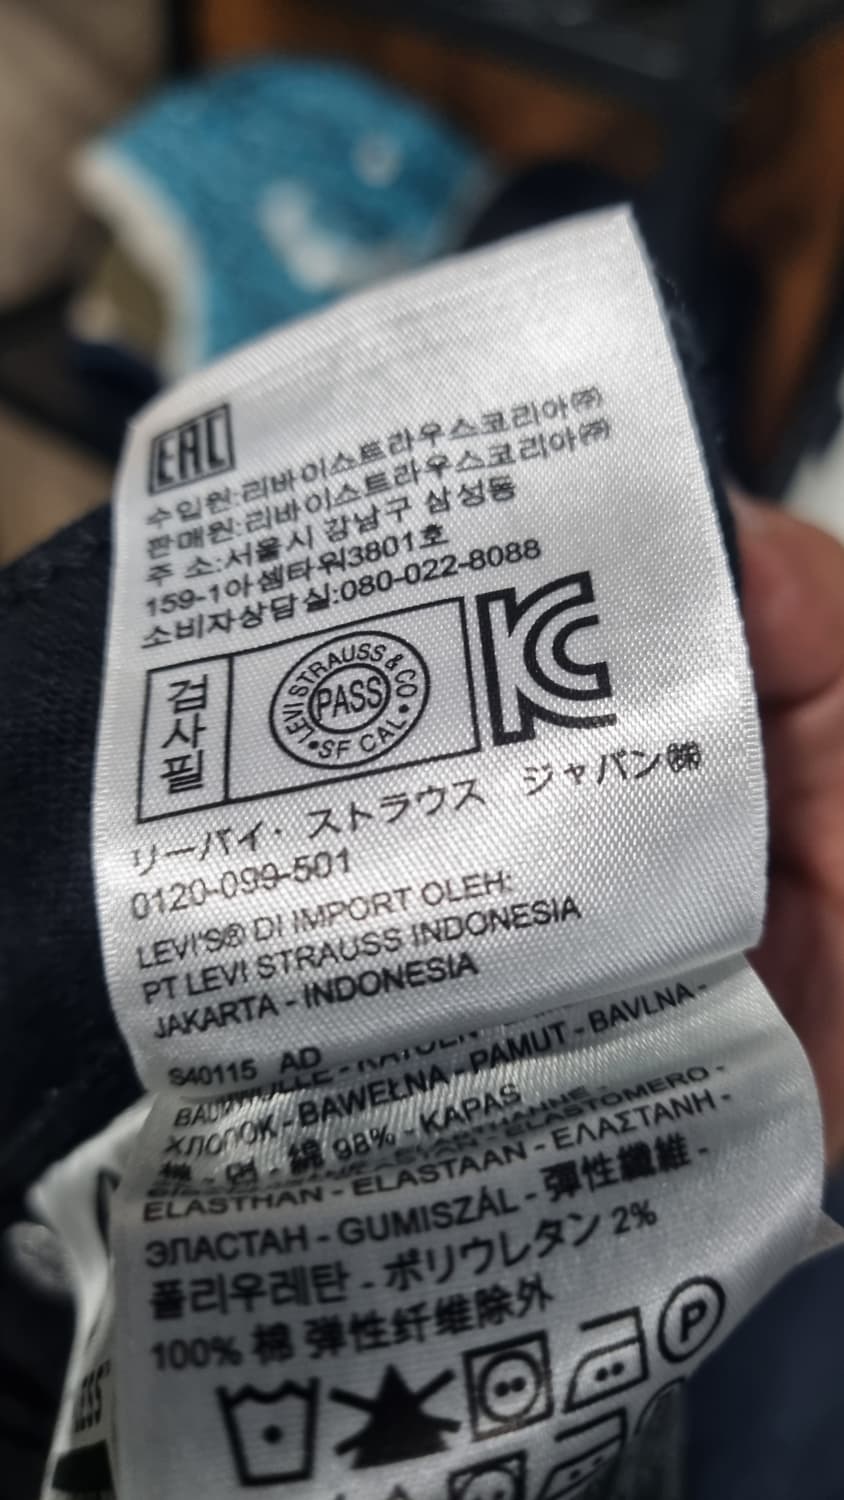 EAC
수입원:리바이스트라우스코리아㈜
판매원:리바이스트라우스코리아㈜
주 소:서울시 강남구 삼성동
159-1아셈타워3801호
소비자상담실:080-022-8088
검사필
LEVI STRAUSS & CO
PASS
•SF CAL•
KC
リーバイ・ストラウス ジャパン㈱
0120-099-501
LEVI'S® DI IMPORT OLEH:
PT LEVI STRAUSS INDONESIA
JAKARTA - INDONESIA
S40115 AD
BAUMWOLLE - KATOEN
ХЛОПОК - BAWEŁNA - PAMUT - BAVLNA -
棉 - 면 - 綿 98% - KAPAS
ELASTHANNE - ELASTOMERO -
ELASTHAN - ELASTAAN - ΕΛΑΣΤΑΝΗ -
ЭЛАСТАН - GUMISZÁL - 彈性纖維 -
폴리우레탄 - ポリウレタン 2%
100% 棉 弹性纤维除外
P